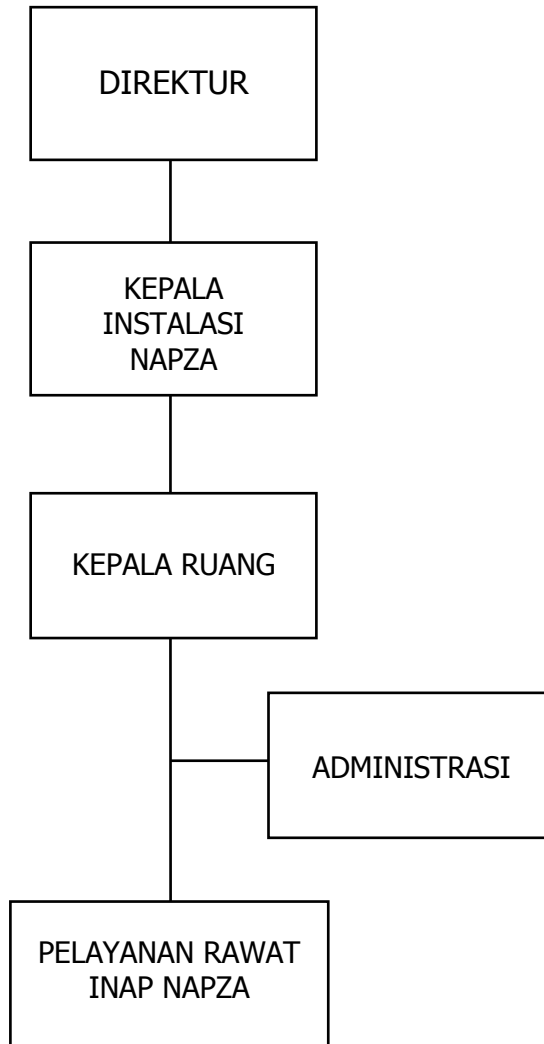 DIREKTUR
KEPALA
INSTALASI
NAPZA
KEPALA RUANG
ADMINISTRASI
PELAYANAN RAWAT
INAP NAPZA